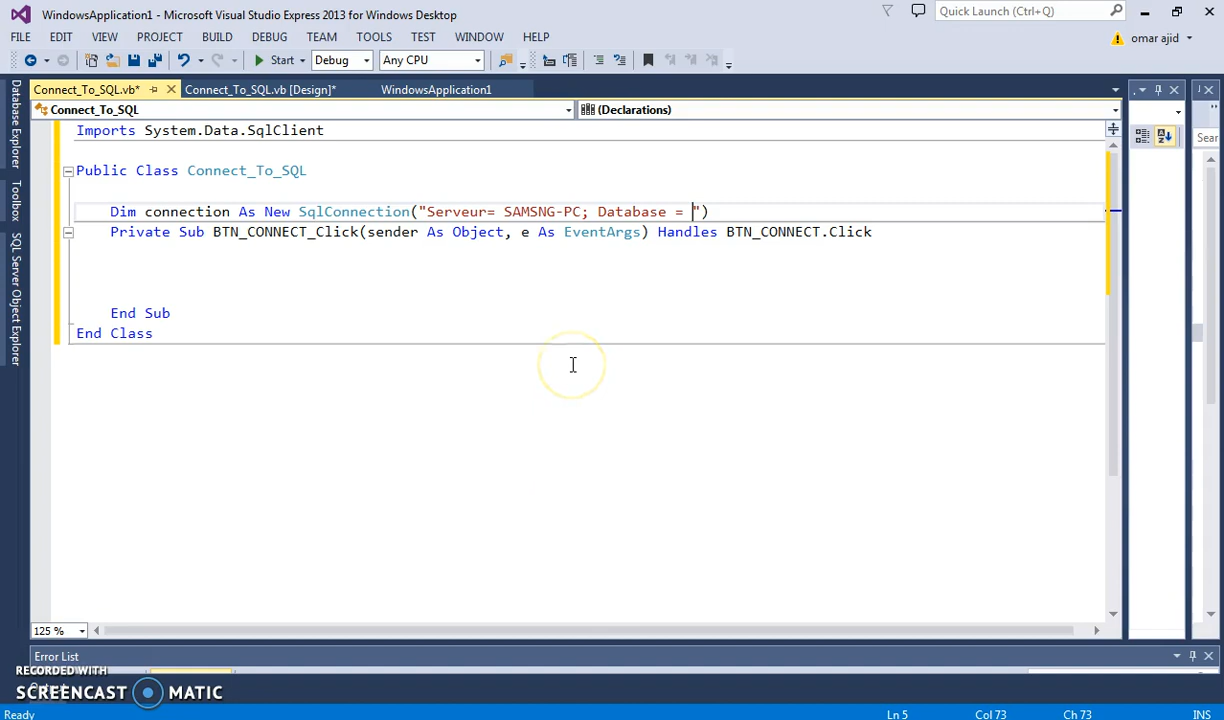 WindowsApplication1 - Microsoft Visual Studio Express 2013 for Windows Desktop
Quick Launch (Ctrl+Q)
FILE EDIT VIEW PROJECT BUILD DEBUG TEAM TOOLS TEST WINDOW HELP
omar ajid
Start Debug Any CPU
Database Explorer
Toolbox
SQL Server Object Explorer
Connect_To_SQL.vb* Connect_To_SQL.vb [Design]* WindowsApplication1
Connect_To_SQL (Declarations)
Imports System.Data.SqlClient
Public Class Connect_To_SQL
Dim connection As New SqlConnection("Serveur= SAMSNG-PC; Database = ")
Private Sub BTN_CONNECT_Click(sender As Object, e As EventArgs) Handles BTN_CONNECT.Click
End Sub
End Class
Sear
125 %
Error List
RECORDED WITH
SCREENCAST MATIC
Ready Ln 5 Col 73 Ch 73 INS